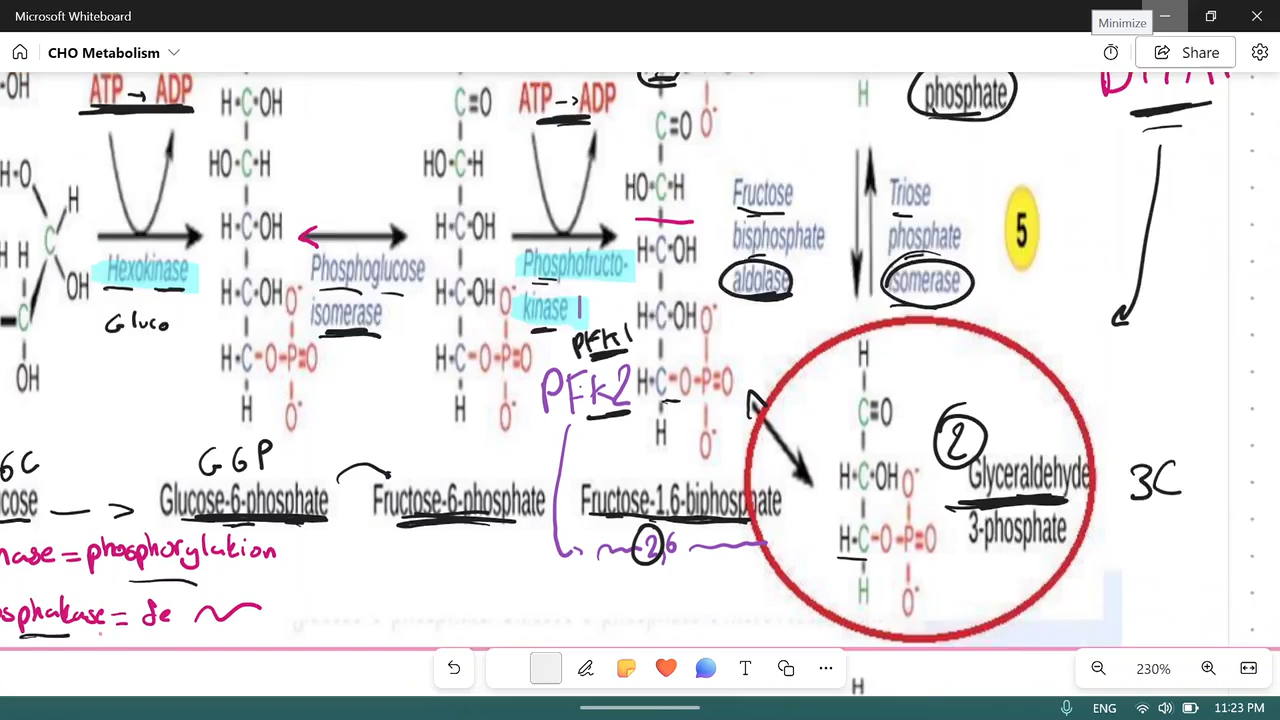 Microsoft Whiteboard
Minimize
CHO Metabolism
Share
ATP → ADP
ATP → ADP
phosphate
Hexokinase
Gluco
Phosphoglucose
isomerase
Phosphofructo-
kinase 1
PFK1
PFK2
Fructose
bisphosphate
aldolase
Triose
phosphate
isomerase
5
H-C-OH
HO-C-H
H-C-OH
H-C-OH O⁻
H-C-O-P=O
H O⁻
C=O
HO-C-H
H-C-OH
H-C-OH O⁻
H-C-O-P=O
H O⁻
C=O O⁻
HO-C-H
H-C-OH
H-C-OH O⁻
H-C-O-P=O
H O⁻
H
H
C=O
H-C-OH O⁻
H-C-O-P=O
H O⁻
H-O
H
C
H H
OH
C
OH
2
Glyceraldehyde
3-phosphate
3C
6C
G6P
Glucose-6-phosphate
Fructose-6-phosphate
Fructose-1,6-biphosphate
2,6
= phosphorylation
= de
H
230%
ENG
11:23 PM